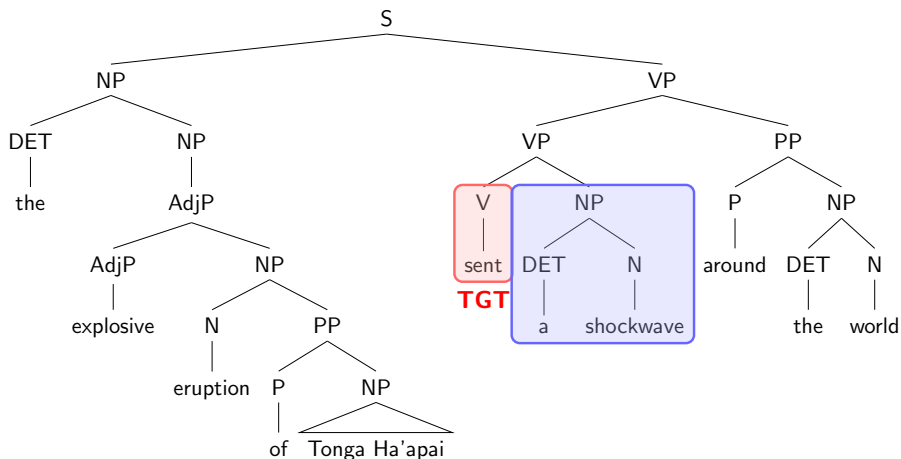 S
NP VP
DET NP VP PP
the AdjP V NP P NP
AdjP NP sent DET N around DET N
explosive N PP TGT a shockwave the world
eruption P NP
of Tonga Ha'apai